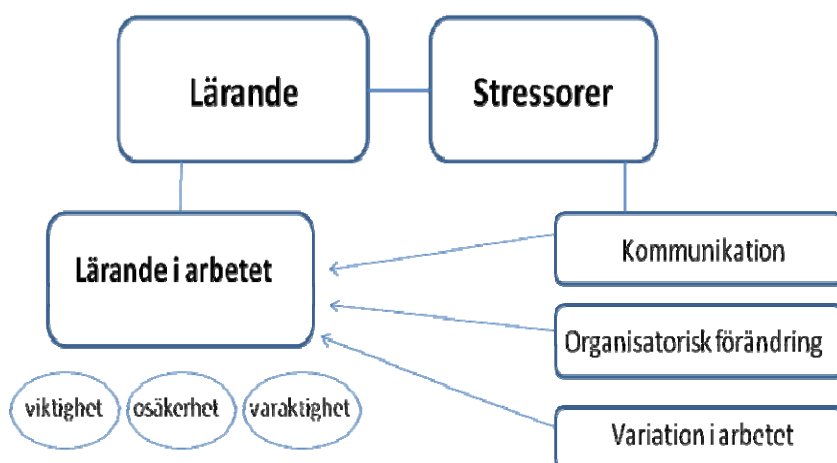 Lärande
Stressorer
Lärande i arbetet
Kommunikation
Organisatorisk förändring
Variation i arbetet
viktighet
osäkerhet
varaktighet